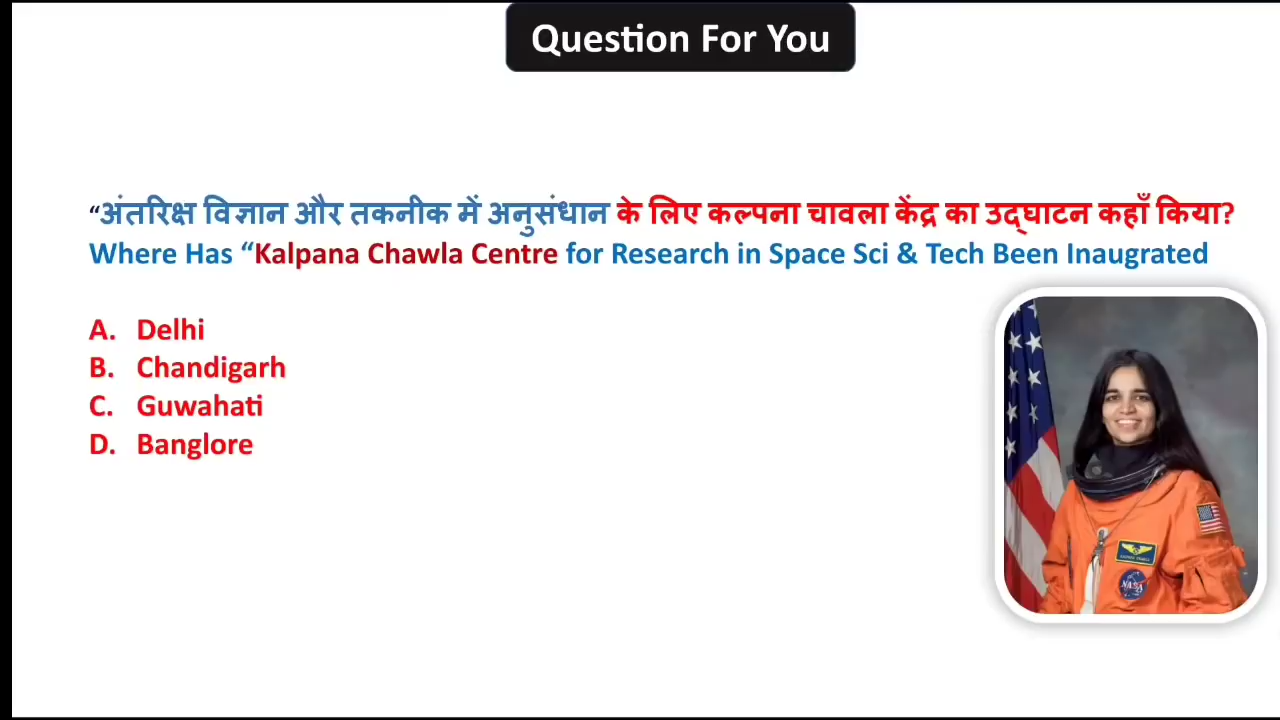 Question For You
“अंतरिक्ष विज्ञान और तकनीक में अनुसंधान के लिए कल्पना चावला केंद्र का उद्घाटन कहाँ किया?
Where Has “Kalpana Chawla Centre for Research in Space Sci & Tech Been Inaugrated
A. Delhi
B. Chandigarh
C. Guwahati
D. Banglore
NASA